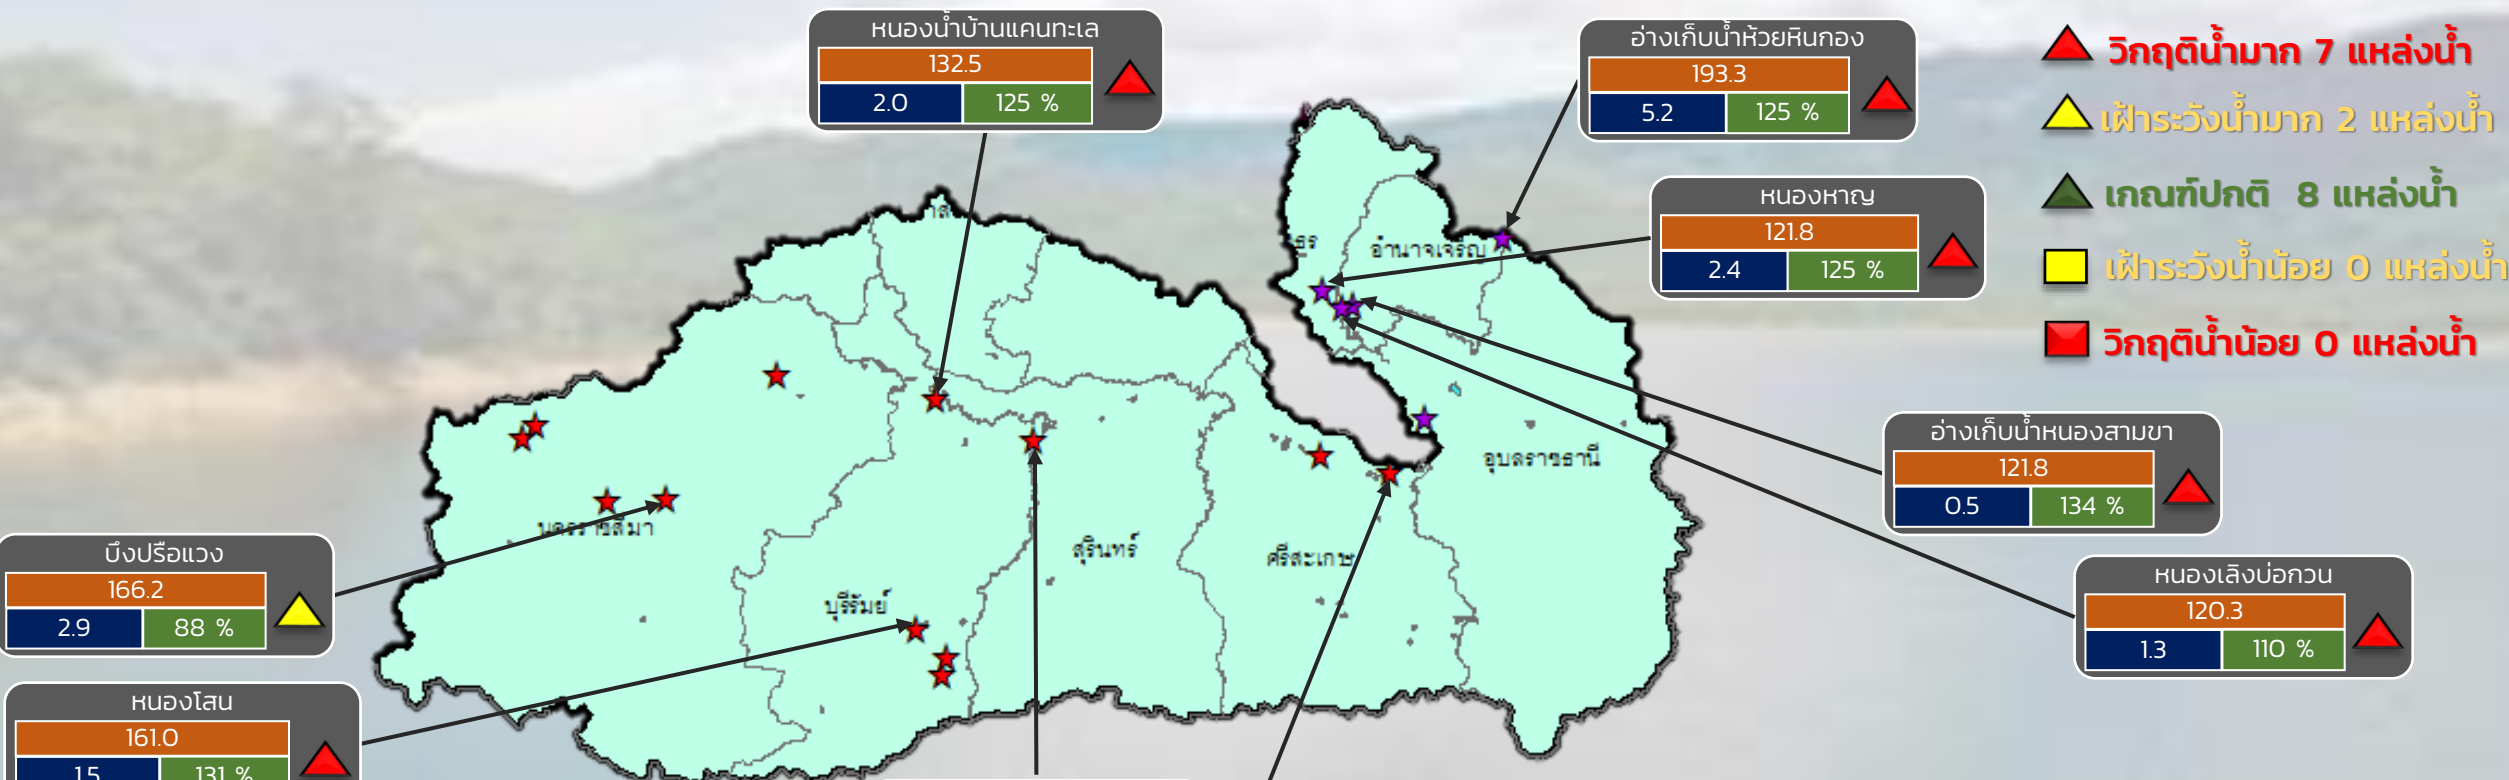 หนองน้ำบ้านแคนทะเล
132.5
2.0 125 %
อ่างเก็บน้ำห้วยหินกอง
193.3
5.2 125 %
วิกฤติน้ำมาก 7 แหล่งน้ำ
เฝ้าระวังน้ำมาก 2 แหล่งน้ำ
เกณฑ์ปกติ 8 แหล่งน้ำ
เฝ้าระวังน้ำน้อย 0 แหล่งน้ำ
วิกฤติน้ำน้อย 0 แหล่งน้ำ
หนองหาญ
121.8
2.4 125 %
อำนาจเจริญ
อ่างเก็บน้ำหนองสามขา
121.8
0.5 134 %
อุบลราชธานี
นครราชสีมา
สุรินทร์
ศรีสะเกษ
บุรีรัมย์
บึงปรือแวง
166.2
2.9 88 %
หนองเลิงบ่อกวน
120.3
1.3 110 %
หนองโสน
161.0
1.5 131 %